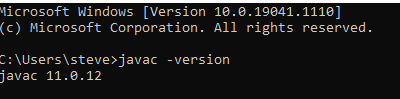 Microsoft Windows [Version 10.0.19041.1110]
(c) Microsoft Corporation. All rights reserved.
C:\Users\steve>javac -version
javac 11.0.12